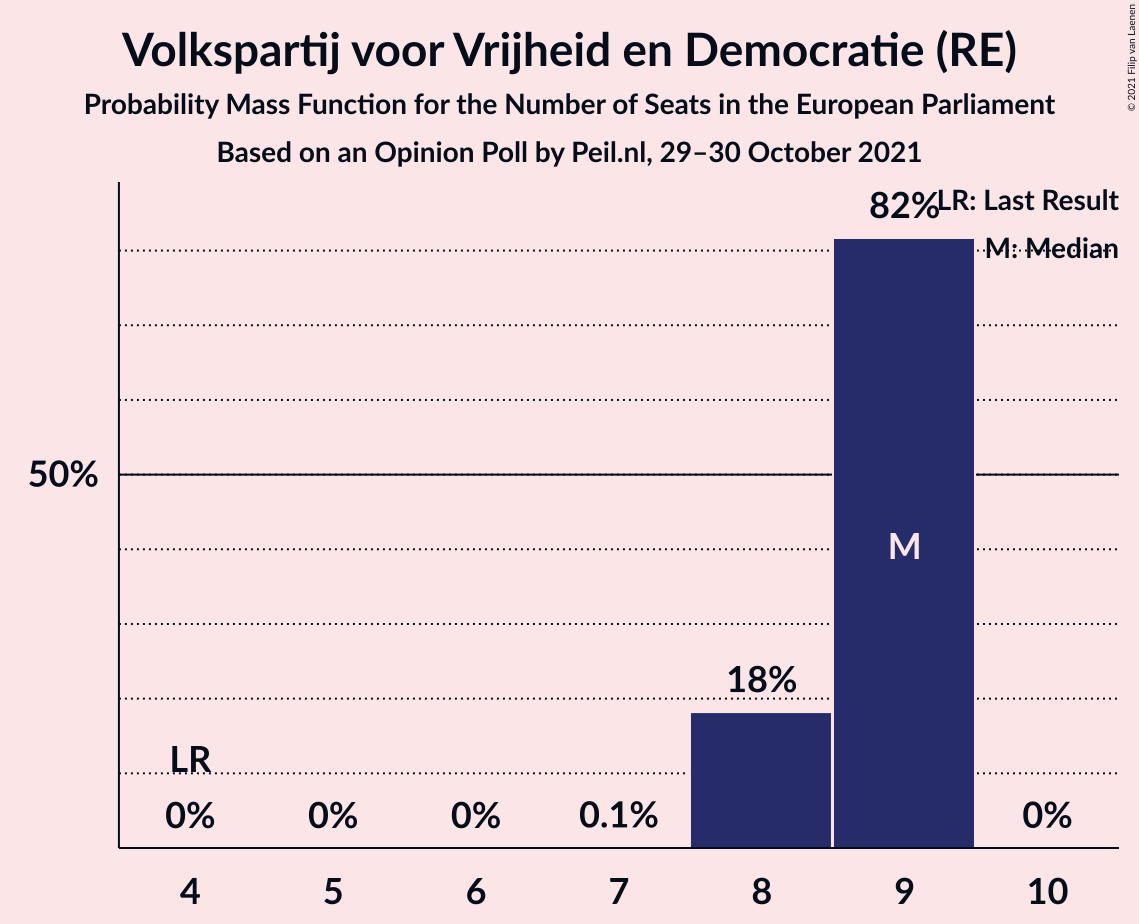 Volkspartij voor Vrijheid en Democratie (RE)
Probability Mass Function for the Number of Seats in the European Parliament
Based on an Opinion Poll by Peil.nl, 29–30 October 2021
© 2021 Filip van Laenen
82%
LR: Last Result
M: Median
50%
M
18%
LR
0% 0% 0% 0.1% 0%
4 5 6 7 8 9 10